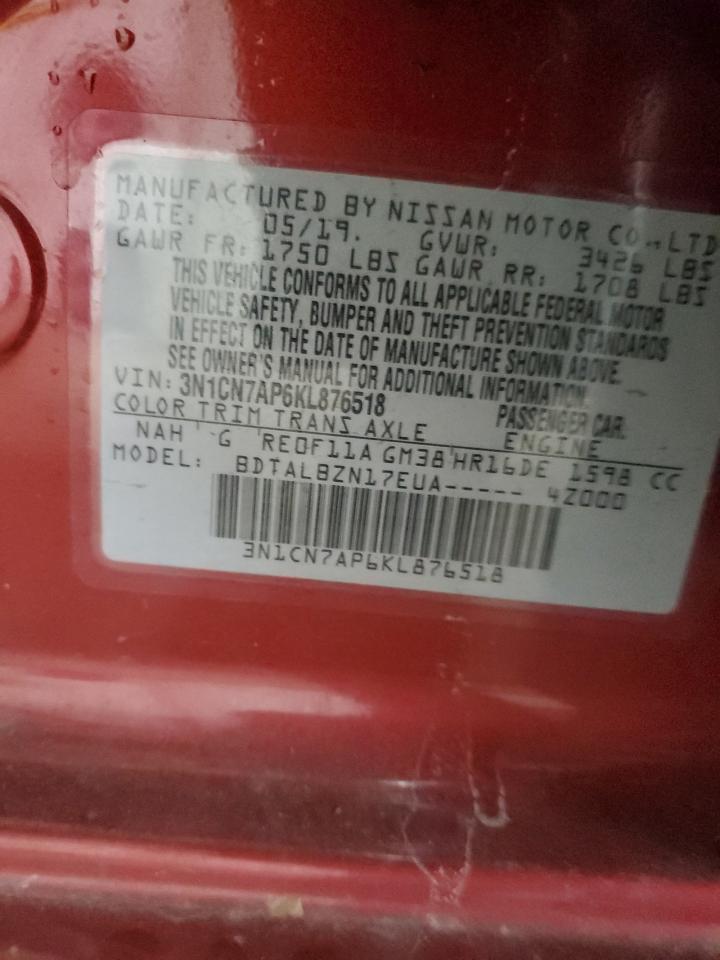 MANUFACTURED BY NISSAN MOTOR CO.,LTD
DATE: 05/19. GVWR: 3426 LBS
GAWR FR: 1750 LBS GAWR RR: 1708 LBS
THIS VEHICLE CONFORMS TO ALL APPLICABLE FEDERAL MOTOR
VEHICLE SAFETY, BUMPER AND THEFT PREVENTION STANDARDS
IN EFFECT ON THE DATE OF MANUFACTURE SHOWN ABOVE.
SEE OWNER'S MANUAL FOR ADDITIONAL INFORMATION.
VIN: 3N1CN7AP6KL876518 PASSENGER CAR.
COLOR TRIM TRANS AXLE ENGINE
NAH G RE0F11A GM38 HR16DE 1598 CC
MODEL: BDTALBZN17EUA----- 4Z000
3N1CN7AP6KL876518